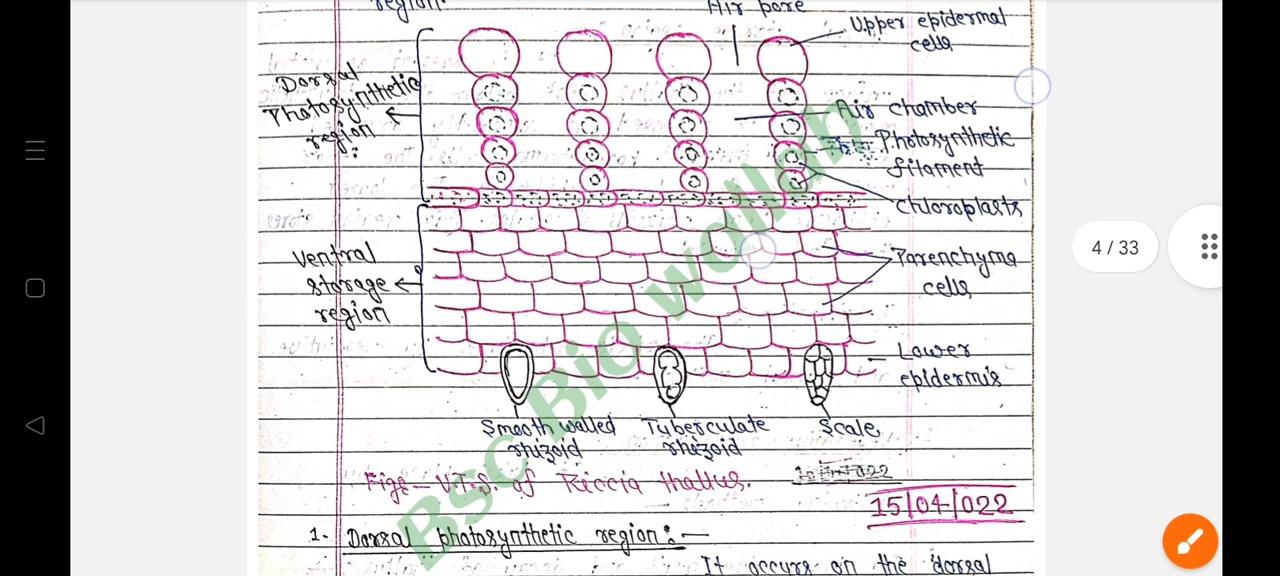 region.
Air pore
Upper epidermal
cells
Dorsal
Photosynthetic
region
Air chamber
Photosynthetic
filament
Chloroplasts
Ventral
storage
region
Parenchyma
cells
Lower
epidermis
Smooth walled
rhizoid
Tuberculate
rhizoid
Scale
Fig:- V.T.S. of Riccia thallus.
15/04/022
1. Dorsal photosynthetic region:-
It occurs on the dorsal
BSc Bio wallah
4 / 33